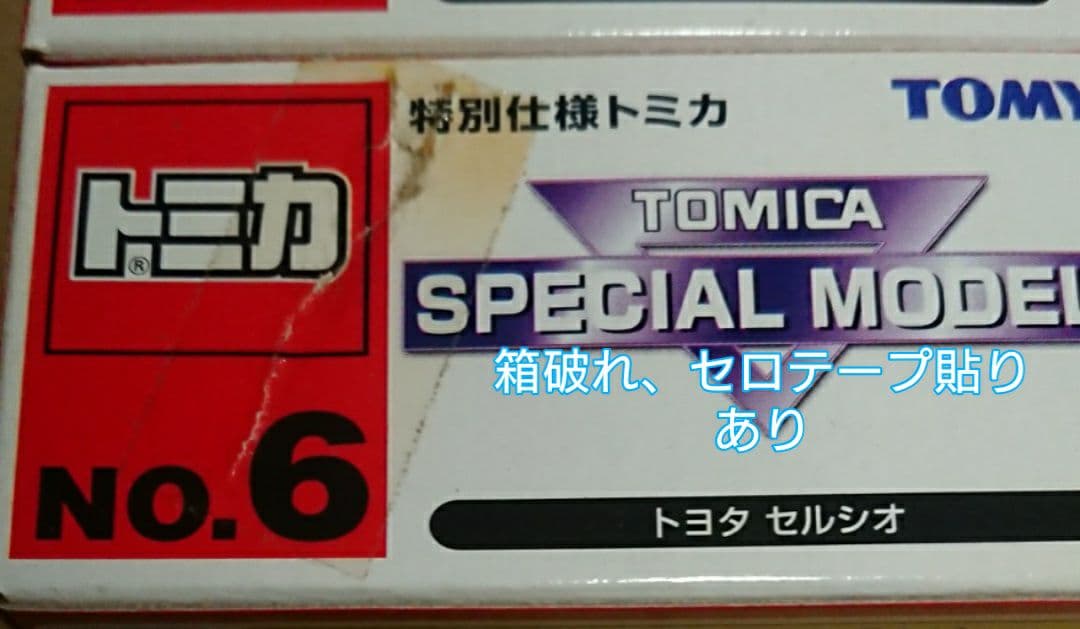 特別仕様トミカ
TOMY
トミカ®
TOMICA
SPECIAL MODEL
箱破れ、セロテープ貼り
あり
NO.6
トヨタ セルシオ